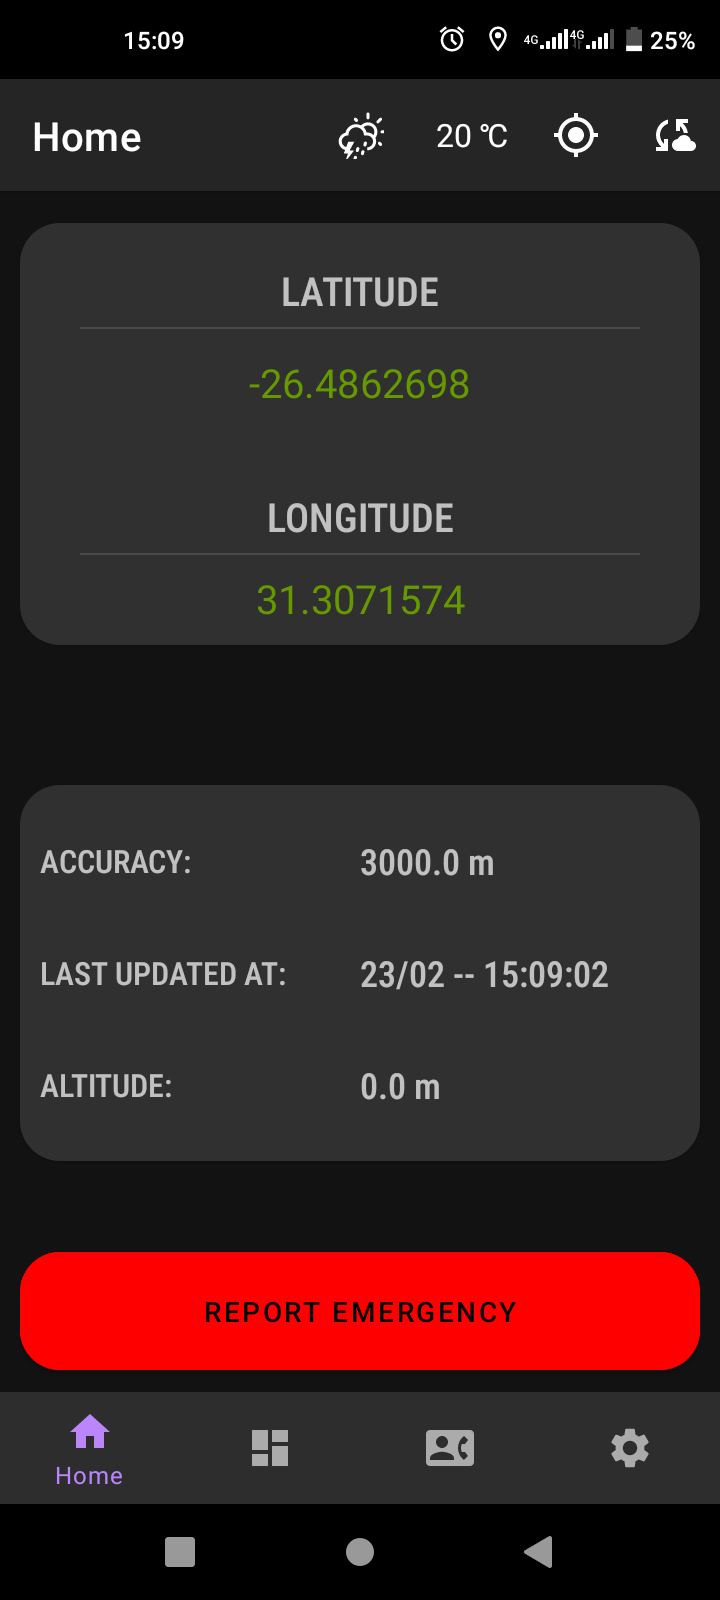 15:09
4G 4G 25%
Home 20 ℃
LATITUDE
-26.4862698
LONGITUDE
31.3071574
ACCURACY: 3000.0 m
LAST UPDATED AT: 23/02 -- 15:09:02
ALTITUDE: 0.0 m
REPORT EMERGENCY
Home